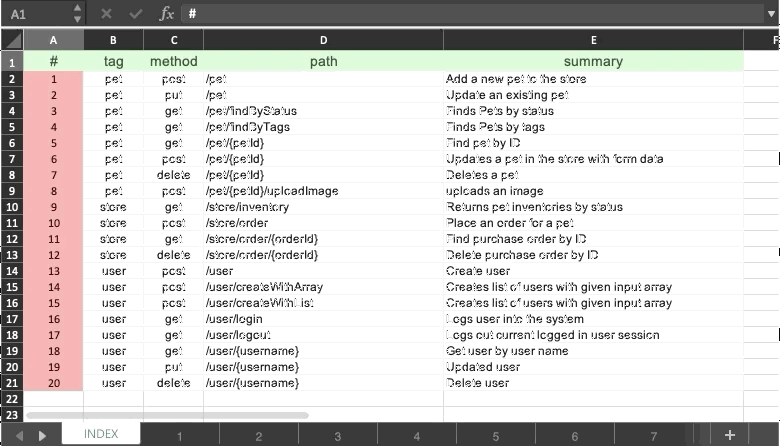 A1 fx #
A B C D E F
1 # tag method path summary
2 1 pet post /pet Add a new pet to the store
3 2 pet put /pet Update an existing pet
4 3 pet get /pet/findByStatus Finds Pets by status
5 4 pet get /pet/findByTags Finds Pets by tags
6 5 pet get /pet/{petId} Find pet by ID
7 6 pet post /pet/{petId} Updates a pet in the store with form data
8 7 pet delete /pet/{petId} Deletes a pet
9 8 pet post /pet/{petId}/uploadImage uploads an image
10 9 store get /store/inventory Returns pet inventories by status
11 10 store post /store/order Place an order for a pet
12 11 store get /store/order/{orderId} Find purchase order by ID
13 12 store delete /store/order/{orderId} Delete purchase order by ID
14 13 user post /user Create user
15 14 user post /user/createWithArray Creates list of users with given input array
16 15 user post /user/createWithList Creates list of users with given input array
17 16 user get /user/login Logs user into the system
18 17 user get /user/logout Logs out current logged in user session
19 18 user get /user/{username} Get user by user name
20 19 user put /user/{username} Updated user
21 20 user delete /user/{username} Delete user
22
23
INDEX 1 2 3 4 5 6 7 +